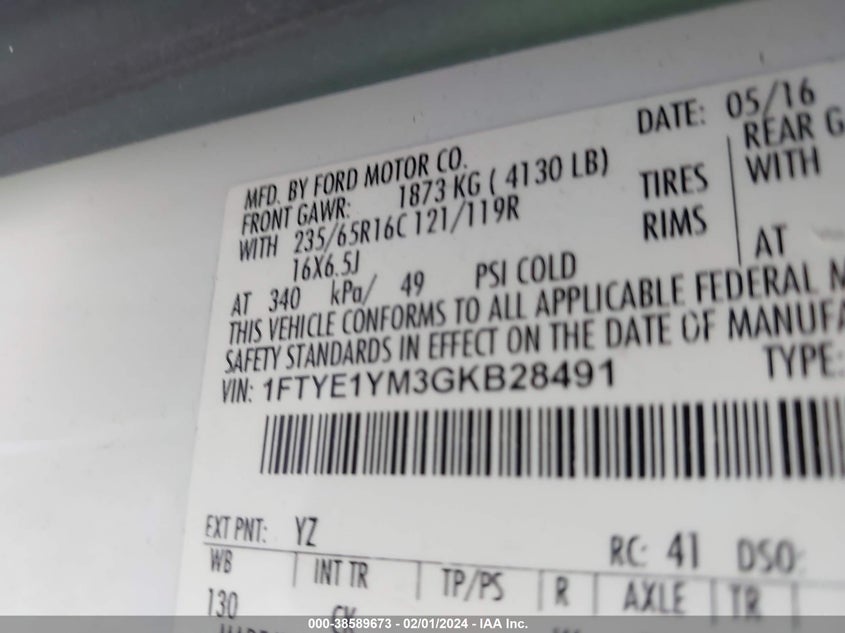 MFD. BY FORD MOTOR CO. DATE: 05/16
FRONT GAWR: 1873 KG ( 4130 LB) REAR G
WITH 235/65R16C 121/119R TIRES WITH
16X6.5J RIMS
AT 340 kPa/ 49 PSI COLD AT
THIS VEHICLE CONFORMS TO ALL APPLICABLE FEDERAL M
SAFETY STANDARDS IN EFFECT ON THE DATE OF MANUFA
VIN: 1FTYE1YM3GKB28491 TYPE:
EXT PNT: YZ RC: 41 DSO:
WB INT TR TP/PS R AXLE TR
130 CK
000-38589673 - 02/01/2024 - IAA Inc.